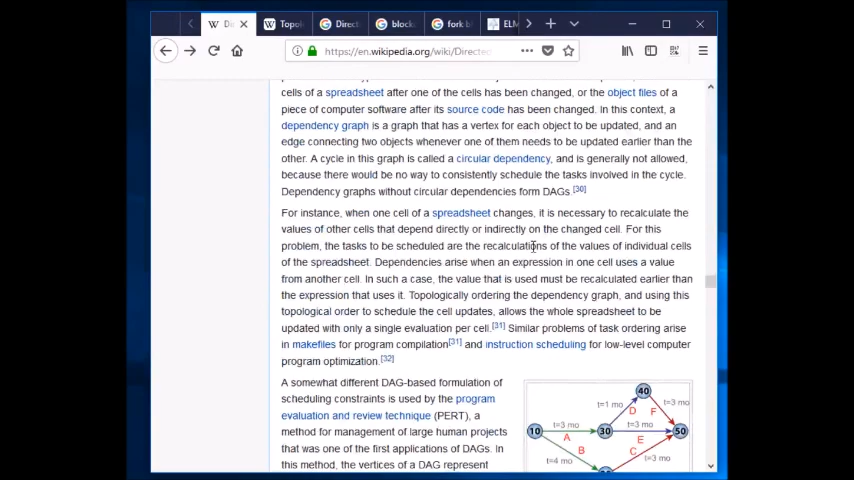 Topol
Direct
block
fork b
ELM
https://en.wikipedia.org/wiki/Directed
cells of a spreadsheet after one of the cells has been changed, or the object files of a
piece of computer software after its source code has been changed. In this context, a
dependency graph is a graph that has a vertex for each object to be updated, and an
edge connecting two objects whenever one of them needs to be updated earlier than the
other. A cycle in this graph is called a circular dependency, and is generally not allowed,
because there would be no way to consistently schedule the tasks involved in the cycle.
Dependency graphs without circular dependencies form DAGs.[30]
For instance, when one cell of a spreadsheet changes, it is necessary to recalculate the
values of other cells that depend directly or indirectly on the changed cell. For this
problem, the tasks to be scheduled are the recalculations of the values of individual cells
of the spreadsheet. Dependencies arise when an expression in one cell uses a value
from another cell. In such a case, the value that is used must be recalculated earlier than
the expression that uses it. Topologically ordering the dependency graph, and using this
topological order to schedule the cell updates, allows the whole spreadsheet to be
updated with only a single evaluation per cell.[31] Similar problems of task ordering arise
in makefiles for program compilation[31] and instruction scheduling for low-level computer
program optimization.[32]
A somewhat different DAG-based formulation of
scheduling constraints is used by the program
evaluation and review technique (PERT), a
method for management of large human projects
that was one of the first applications of DAGs. In
this method, the vertices of a DAG represent
40
t=1 mo
t=3 mo
D
F
t=3 mo
t=3 mo
10
30
50
A
E
B
C
t=4 mo
t=3 mo